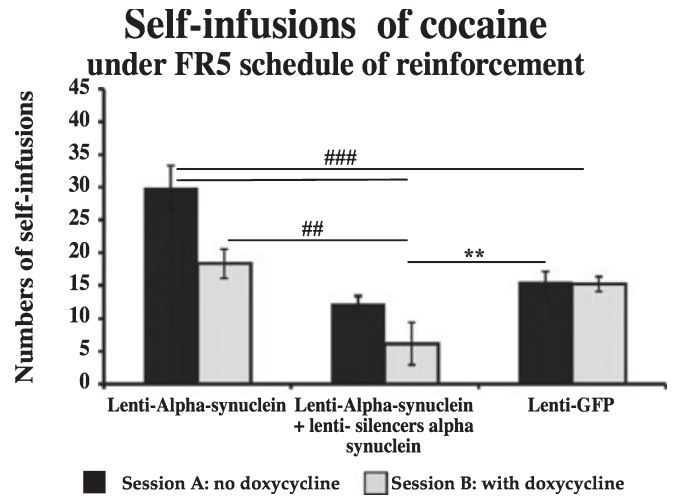 Self-infusions of cocaine
under FR5 schedule of reinforcement
Numbers of self-infusions
45
40
35
30
25
20
15
10
5
0
###
##
**
Lenti-Alpha-synuclein
Lenti-Alpha-synuclein
+ lenti- silencers alpha
synuclein
Lenti-GFP
Session A: no doxycycline
Session B: with doxycycline